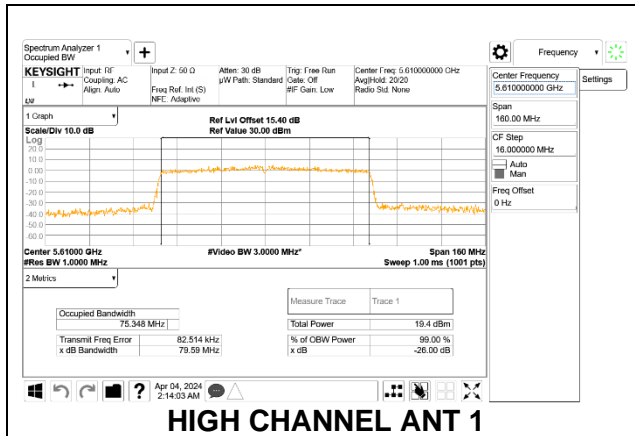 Spectrum Analyzer 1
Occupied BW
Frequency
KEYSIGHT Input: RF
Coupling: AC
Align: Auto
Input Z: 50 Ω
Freq Ref: Int (S)
NFE: Adaptive
Atten: 30 dB
µW Path: Standard
Trig: Free Run
Gate: Off
#IF Gain: Low
Center Freq: 5.610000000 GHz
Avg|Hold: 20/20
Radio Std: None
Center Frequency
5.610000000 GHz
Settings
Span
160.00 MHz
CF Step
16.000000 MHz
Auto
Man
Freq Offset
0 Hz
1 Graph
Scale/Div 10.0 dB
Ref Lvl Offset 15.40 dB
Ref Value 30.00 dBm
Log
20.0
10.0
0.00
-10.0
-20.0
-30.0
-40.0
-50.0
-60.0
Center 5.61000 GHz
#Res BW 1.0000 MHz
#Video BW 3.0000 MHz*
Span 160 MHz
Sweep 1.00 ms (1001 pts)
2 Metrics
Measure Trace Trace 1
Occupied Bandwidth
75.348 MHz
Total Power 19.4 dBm
Transmit Freq Error 82.514 kHz
% of OBW Power 99.00 %
x dB Bandwidth 79.59 MHz
x dB -26.00 dB
?
Apr 04, 2024
2:14:03 AM
HIGH CHANNEL ANT 1